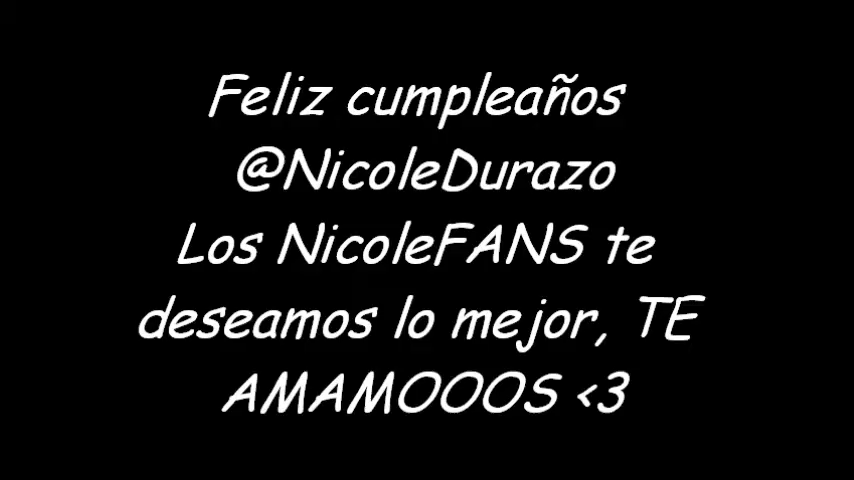 Feliz cumpleaños
@NicoleDurazo
Los NicoleFANS te
deseamos lo mejor, TE
AMAMOOOS <3